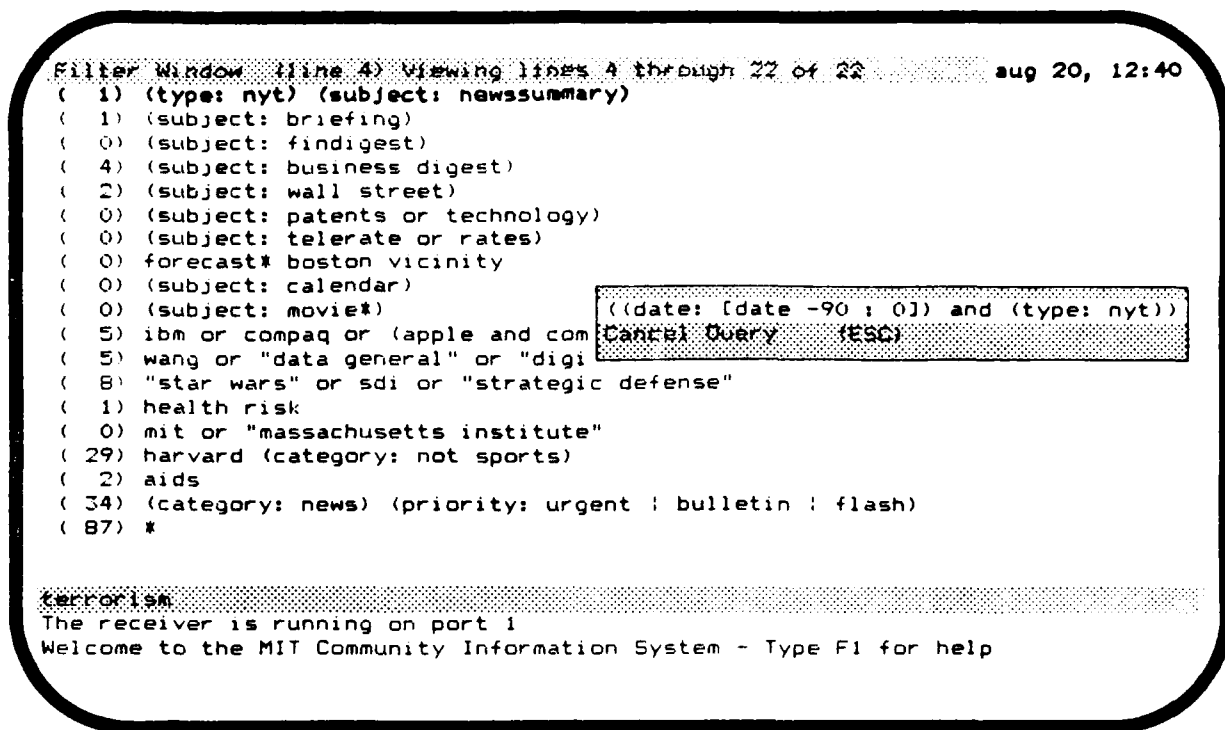 Filter Window (line 4) Viewing lines 4 through 22 of 22 aug 20, 12:40
( 1) (type: nyt) (subject: newssummary)
( 1) (subject: briefing)
( 0) (subject: findigest)
( 4) (subject: business digest)
( 2) (subject: wall street)
( 0) (subject: patents or technology)
( 0) (subject: telerate or rates)
( 0) forecast* boston vicinity
( 0) (subject: calendar)
( 0) (subject: movie*) ((date: [date -90 : 0]) and (type: nyt))
( 5) ibm or compaq or (apple and com Cancel Query (ESC)
( 5) wang or "data general" or "digi
( 8) "star wars" or sdi or "strategic defense"
( 1) health risk
( 0) mit or "massachusetts institute"
( 29) harvard (category: not sports)
( 2) aids
( 34) (category: news) (priority: urgent | bulletin | flash)
( 87) *
terrorism
The receiver is running on port 1
Welcome to the MIT Community Information System - Type F1 for help